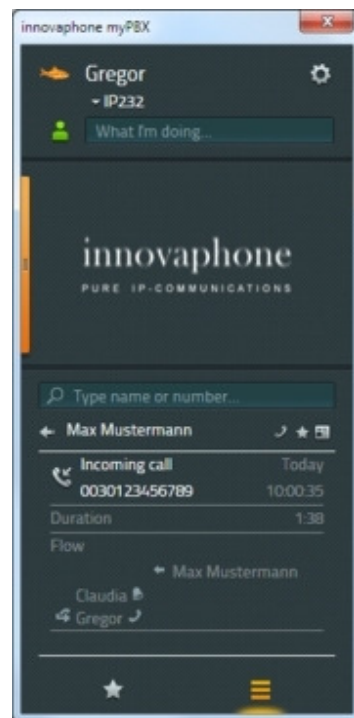 innovaphone myPBX
Gregor
IP232
What I'm doing...
innovaphone
PURE IP-COMMUNICATIONS
Type name or number...
Max Mustermann
Incoming call Today
0030123456789 10:00:35
Duration 1:38
Flow
Max Mustermann
Claudia
Gregor